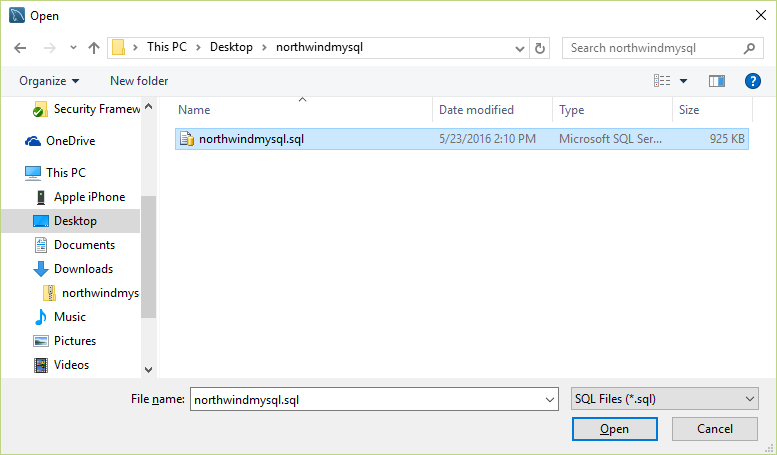 Open
This PC > Desktop > northwindmysql
Search northwindmysql
Organize
New folder
Name
Date modified
Type
Size
northwindmysql.sql
5/23/2016 2:10 PM
Microsoft SQL Ser...
925 KB
Security Framew
OneDrive
This PC
Apple iPhone
Desktop
Documents
Downloads
northwindmys
Music
Pictures
Videos
File name:
northwindmysql.sql
SQL Files (*.sql)
Open
Cancel